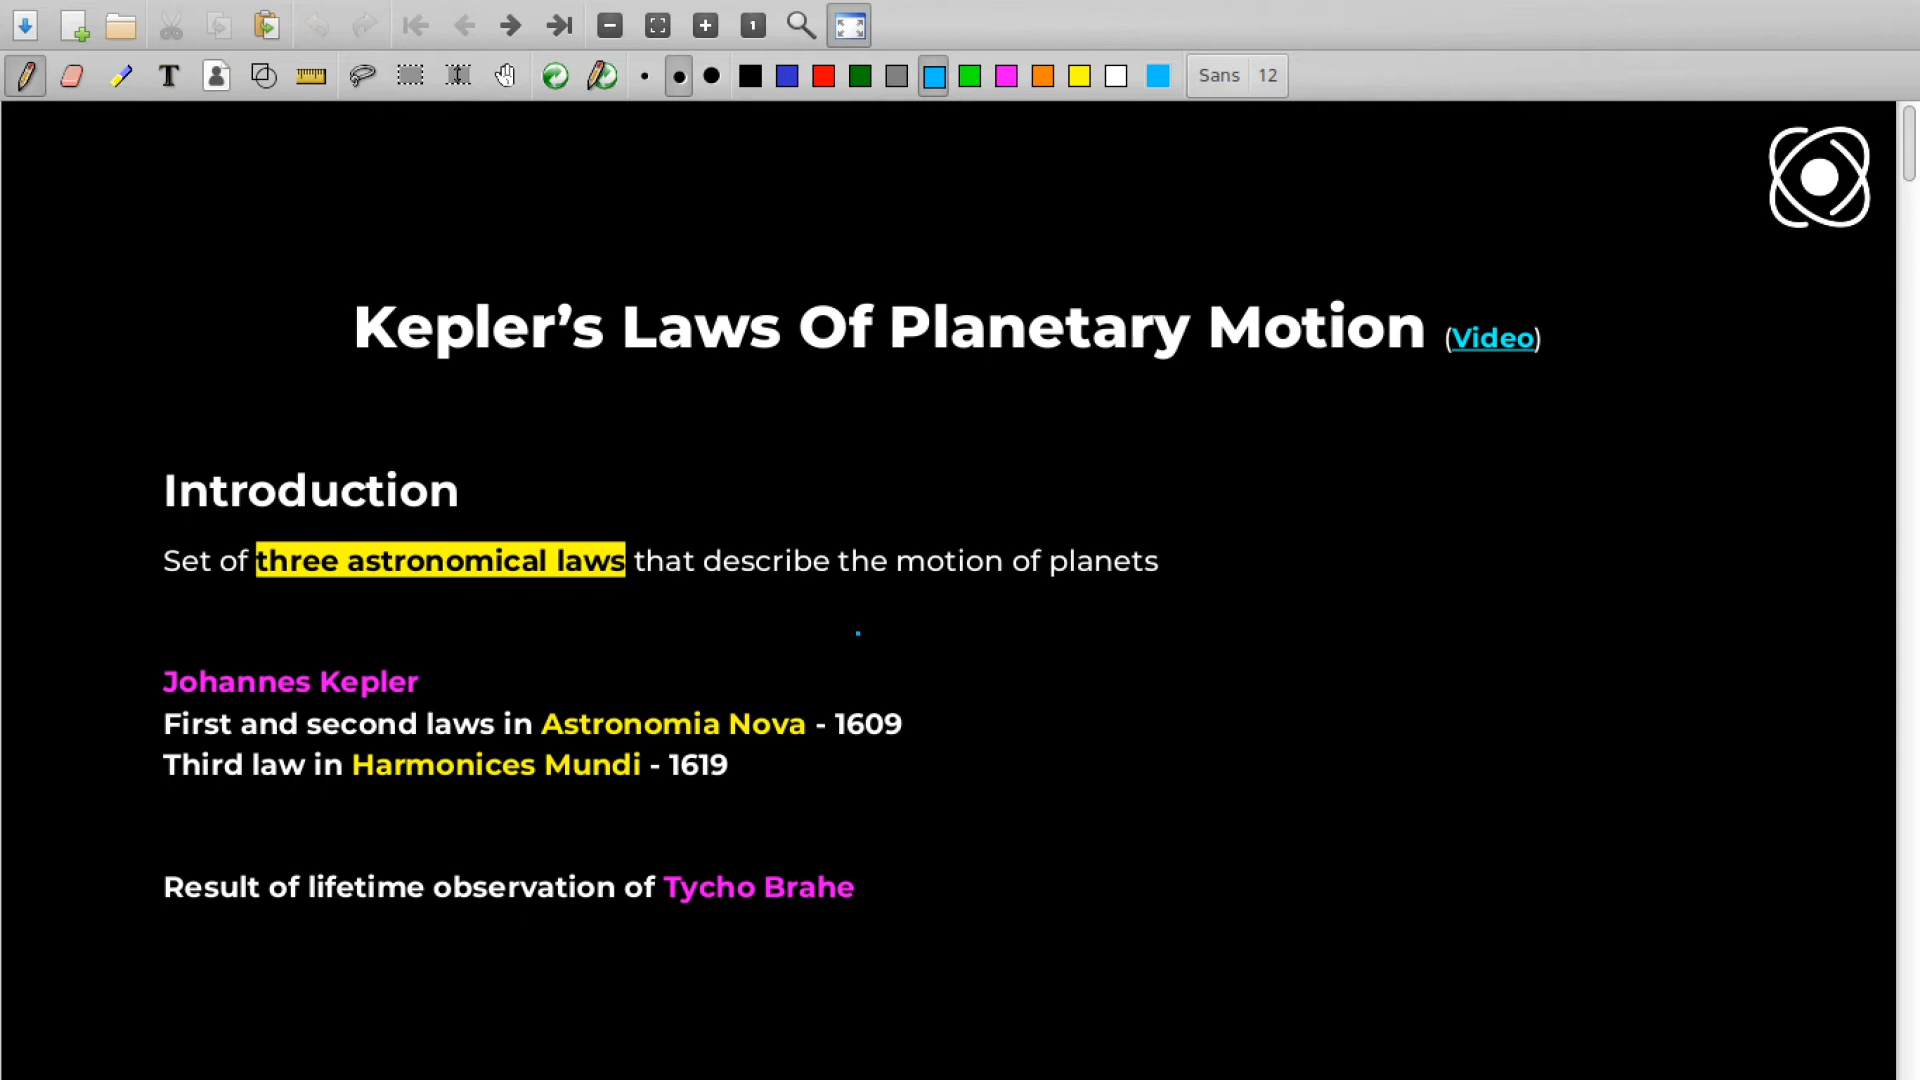 T
1
Sans 12
Kepler’s Laws Of Planetary Motion (Video)
Introduction
Set of three astronomical laws that describe the motion of planets
Johannes Kepler
First and second laws in Astronomia Nova - 1609
Third law in Harmonices Mundi - 1619
Result of lifetime observation of Tycho Brahe